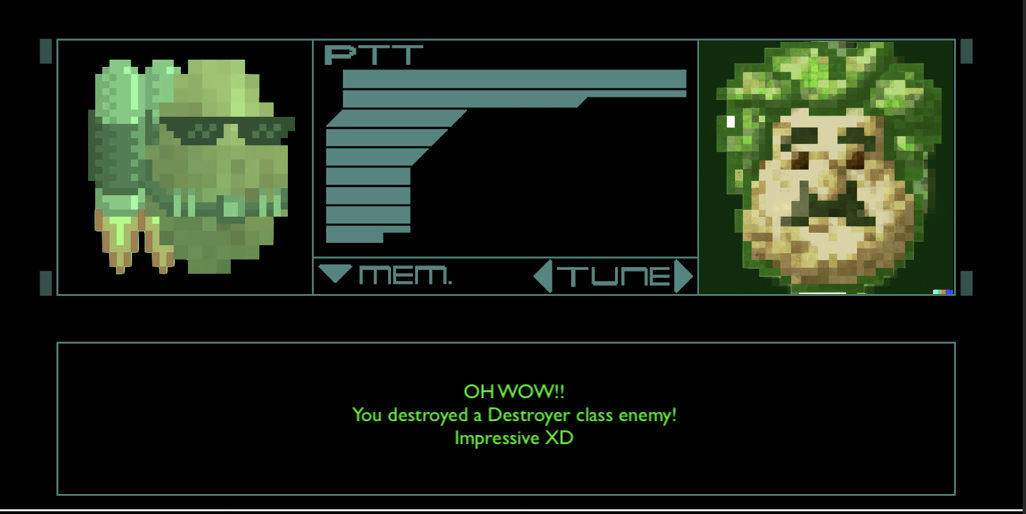 PTT
MEM.
TUNE
OH WOW!!
You destroyed a Destroyer class enemy!
Impressive XD